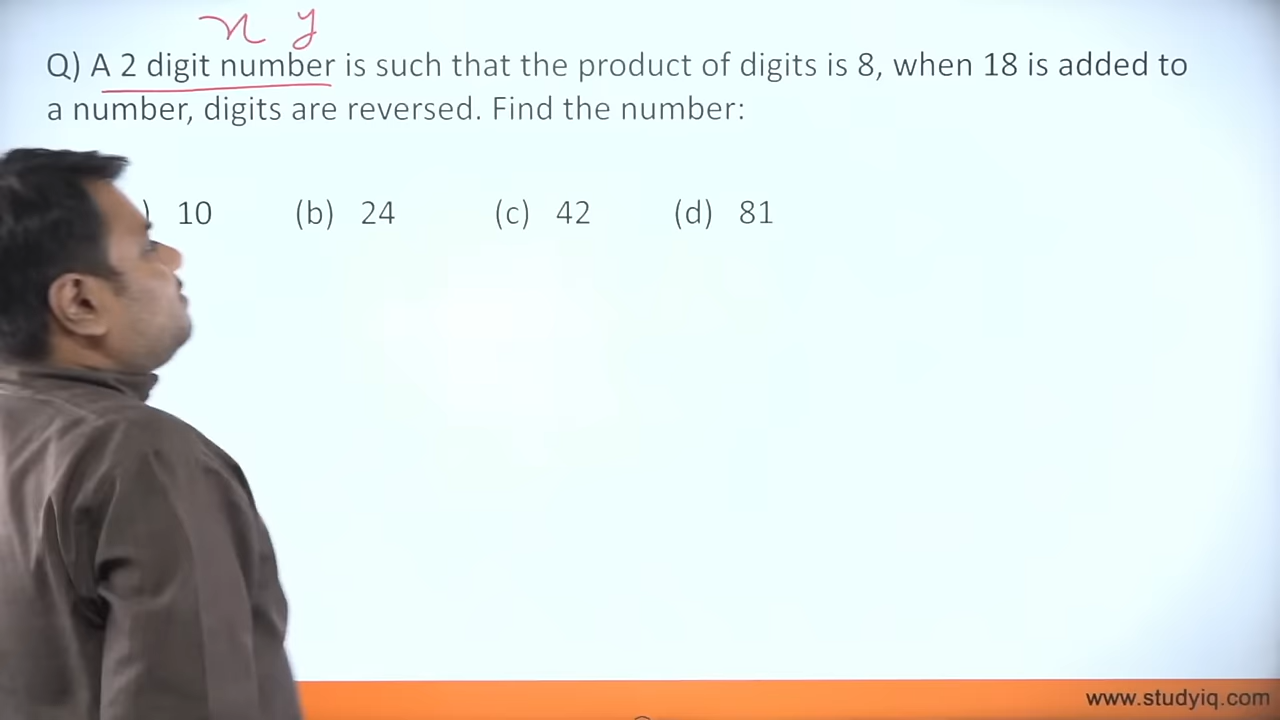 x y
Q) A 2 digit number is such that the product of digits is 8, when 18 is added to
a number, digits are reversed. Find the number:
) 10 (b) 24 (c) 42 (d) 81
www.studyiq.com